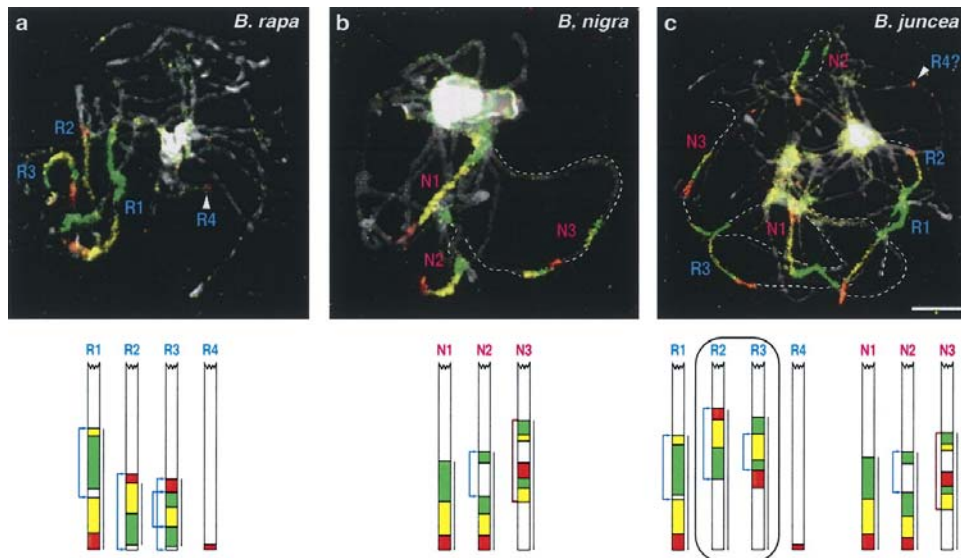 a B. rapa
R2
R3
R1
R4
b B. nigra
N1
N2
N3
c B. juncea
N2
R4?
N3
R2
N1
R1
R3
R1 R2 R3 R4
N1 N2 N3
R1 R2 R3 R4 N1 N2 N3